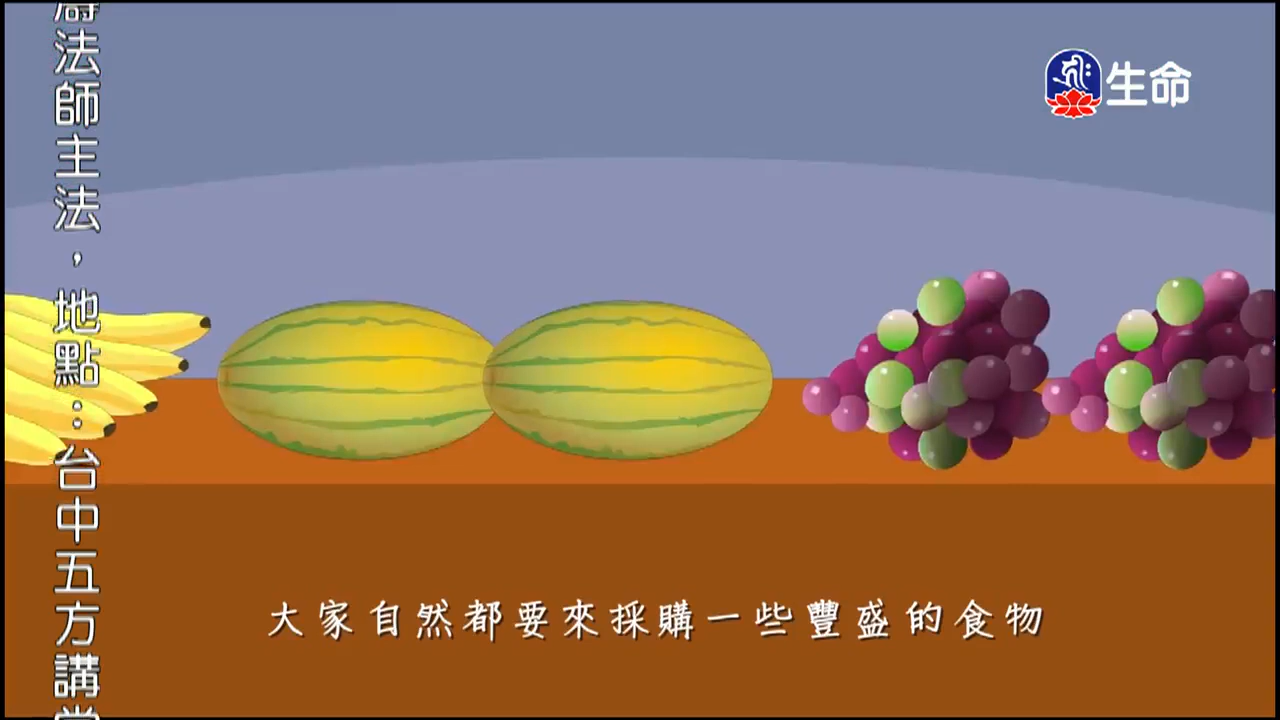 法師主法，地點：台中五方講
生命
大家自然都要來採購一些豐盛的食物